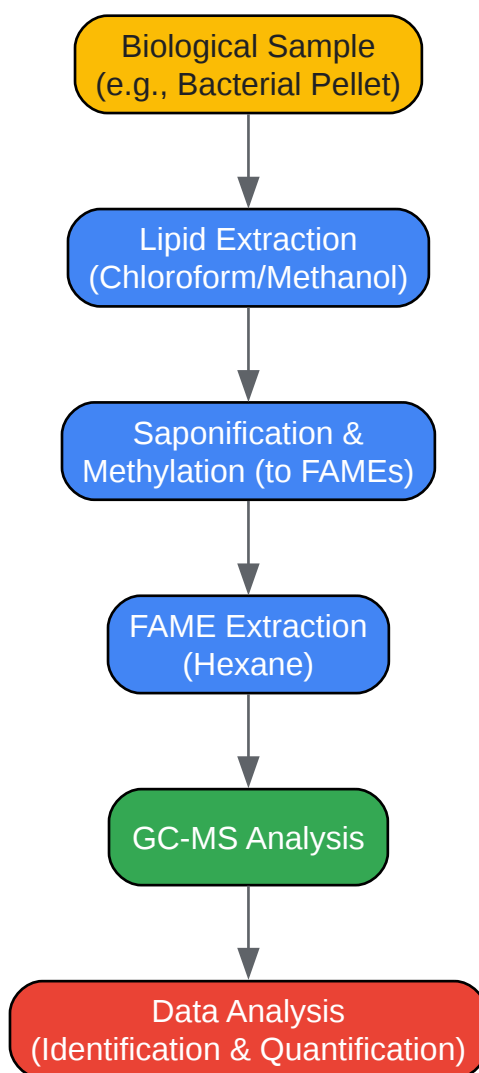 Biological Sample
(e.g., Bacterial Pellet)
Lipid Extraction
(Chloroform/Methanol)
Saponification &
Methylation (to FAMEs)
FAME Extraction
(Hexane)
GC-MS Analysis
Data Analysis
(Identification & Quantification)